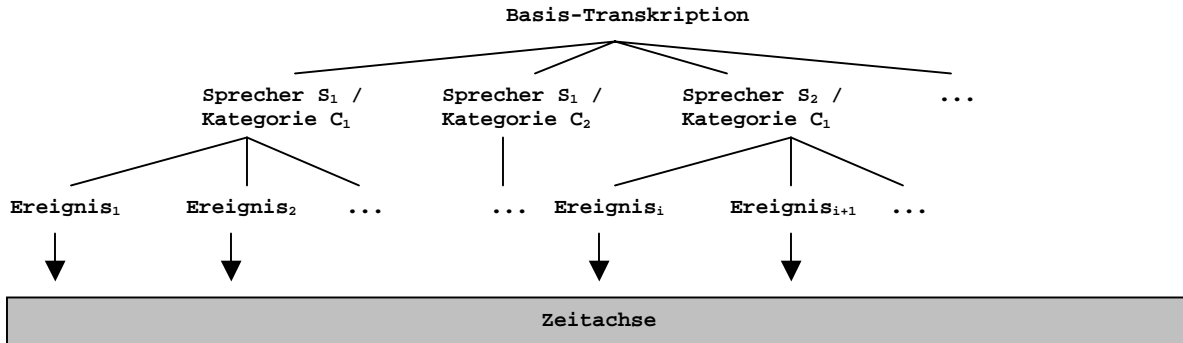 Basis-Transkription
Sprecher S₁ / Sprecher S₁ / Sprecher S₂ / ...
Kategorie C₁ Kategorie C₂ Kategorie C₁
Ereignis₁ Ereignis₂ ... ... Ereignisᵢ Ereignisᵢ₊₁ ...
Zeitachse